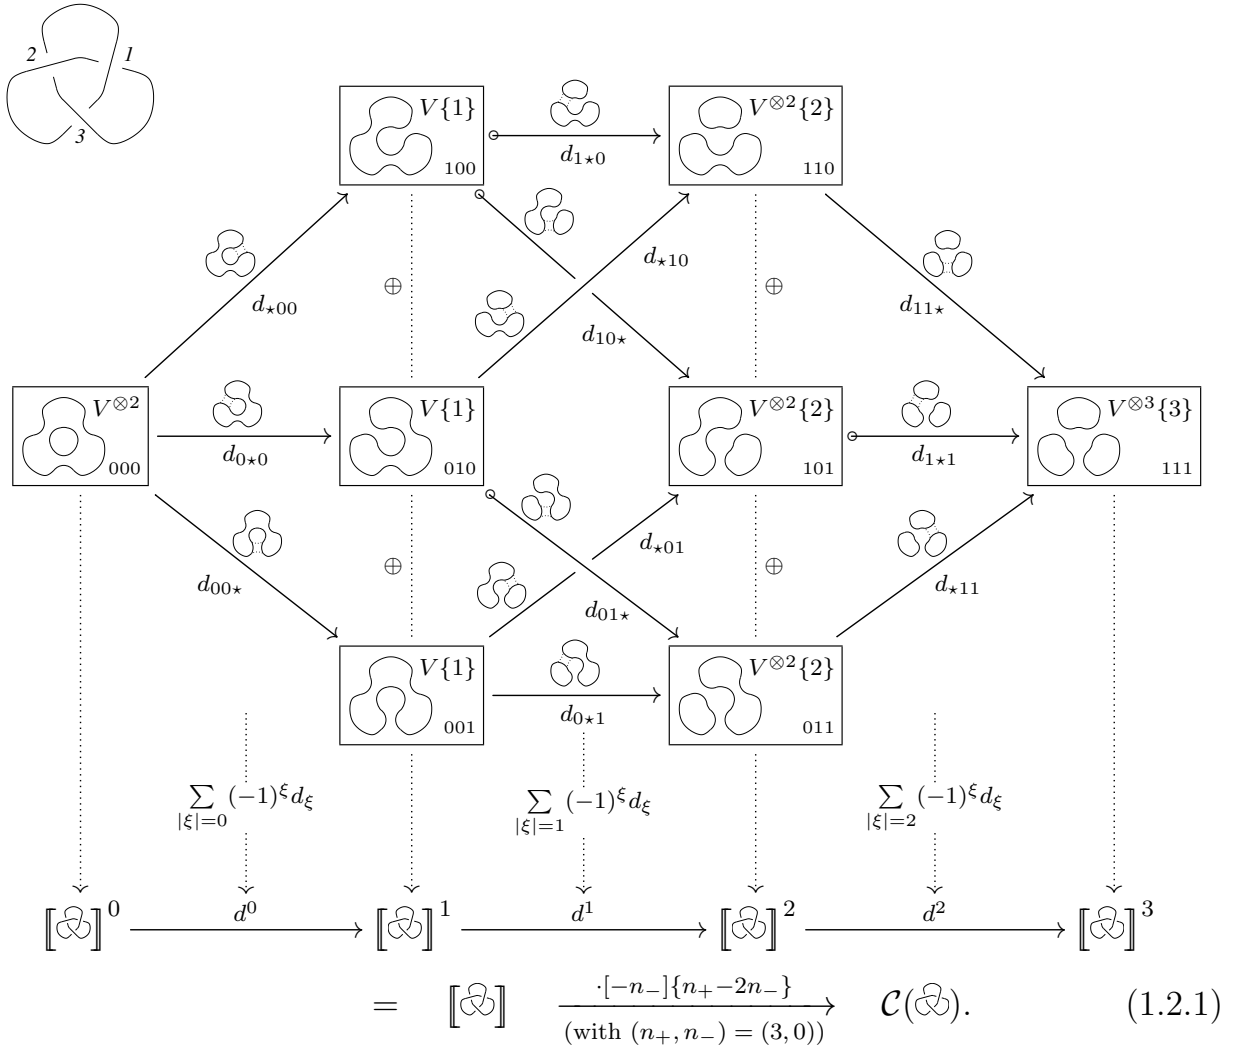 2 1
3
V{1}
100
d_{1⋆0}
V^{⊗2}{2}
110
d_{⋆00}
⊕
d_{10⋆}
d_{⋆10}
⊕
d_{11⋆}
V^{⊗2}
000
d_{0⋆0}
V{1}
010
V^{⊗2}{2}
101
d_{1⋆1}
V^{⊗3}{3}
111
d_{00⋆}
⊕
d_{01⋆}
d_{⋆01}
⊕
d_{⋆11}
V{1}
001
d_{0⋆1}
V^{⊗2}{2}
011
∑_{|ξ|=0} (-1)^ξ d_ξ
∑_{|ξ|=1} (-1)^ξ d_ξ
∑_{|ξ|=2} (-1)^ξ d_ξ
⟦ ⟧^0 d^0 ⟦ ⟧^1 d^1 ⟦ ⟧^2 d^2 ⟦ ⟧^3
= ⟦ ⟧ ·[−n_−]{n_+−2n_−} 𝒞( ). (1.2.1)
(with (n_+, n_−) = (3, 0))